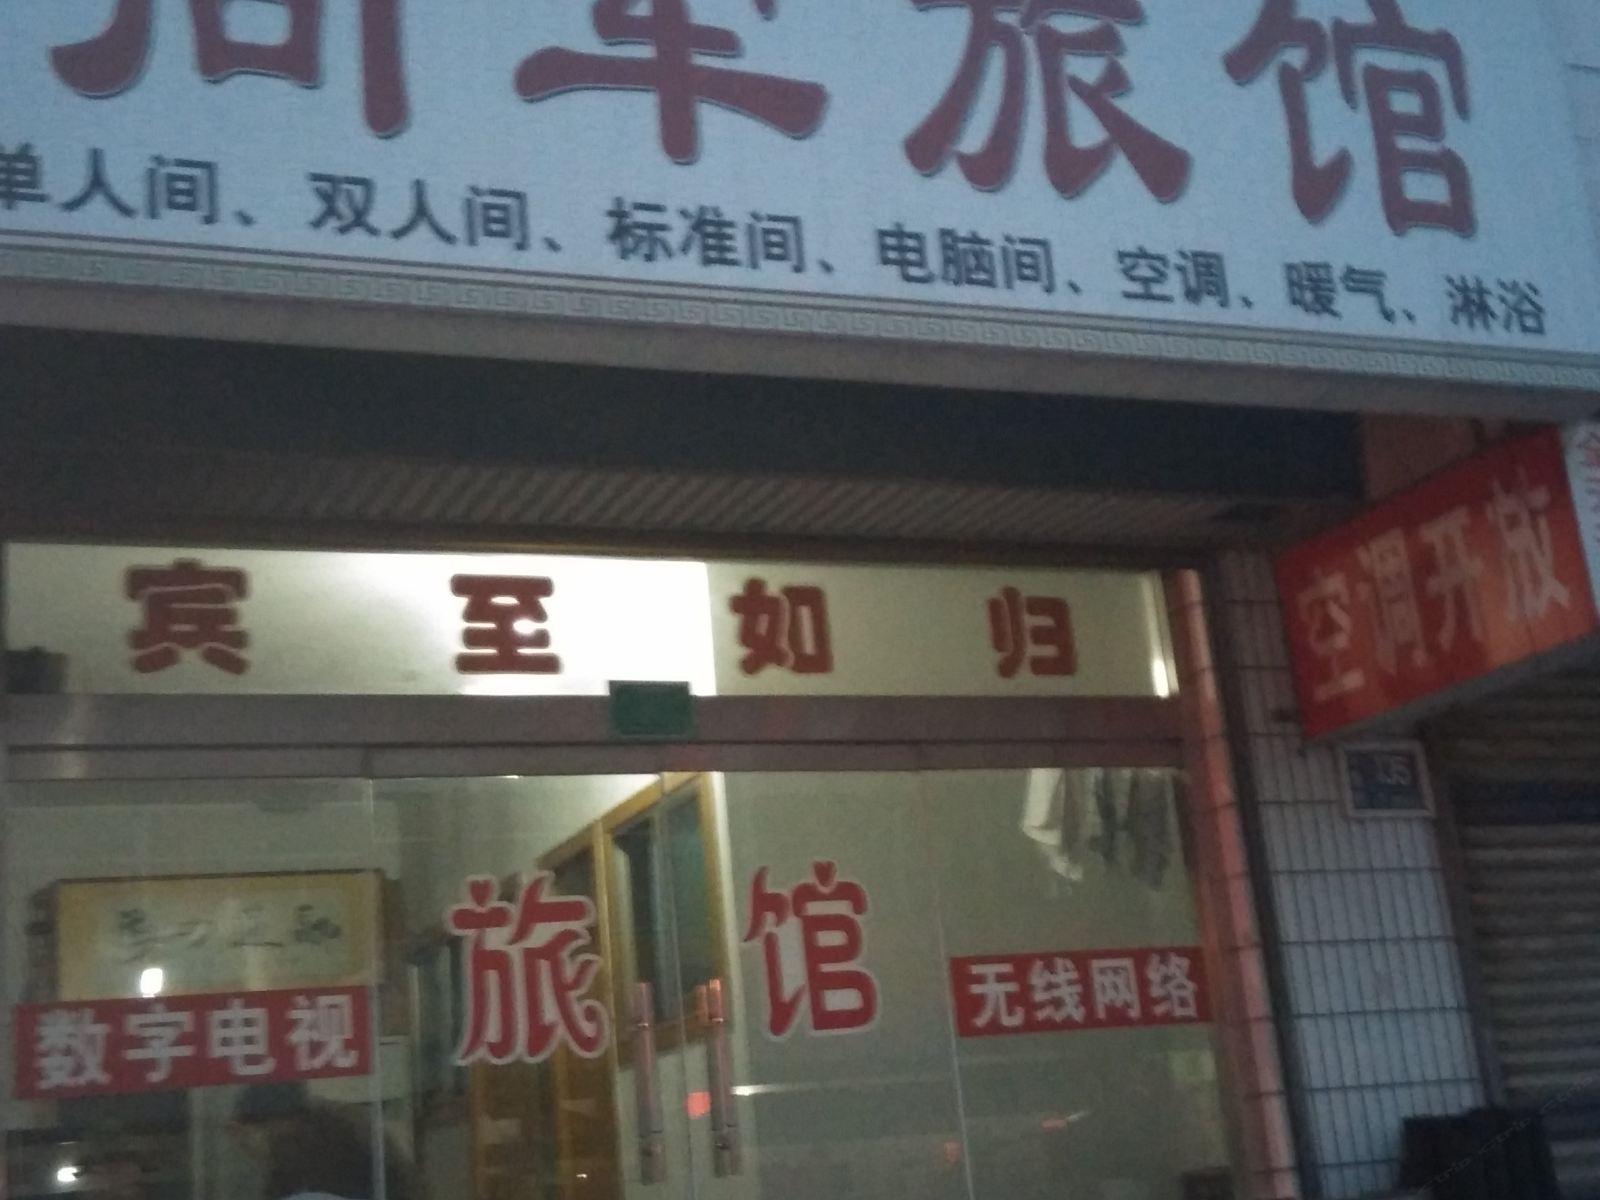 旅馆
单人间、双人间、标准间、电脑间、空调、暖气、淋浴
空调开放
宾至如归
旅馆
数字电视
无线网络